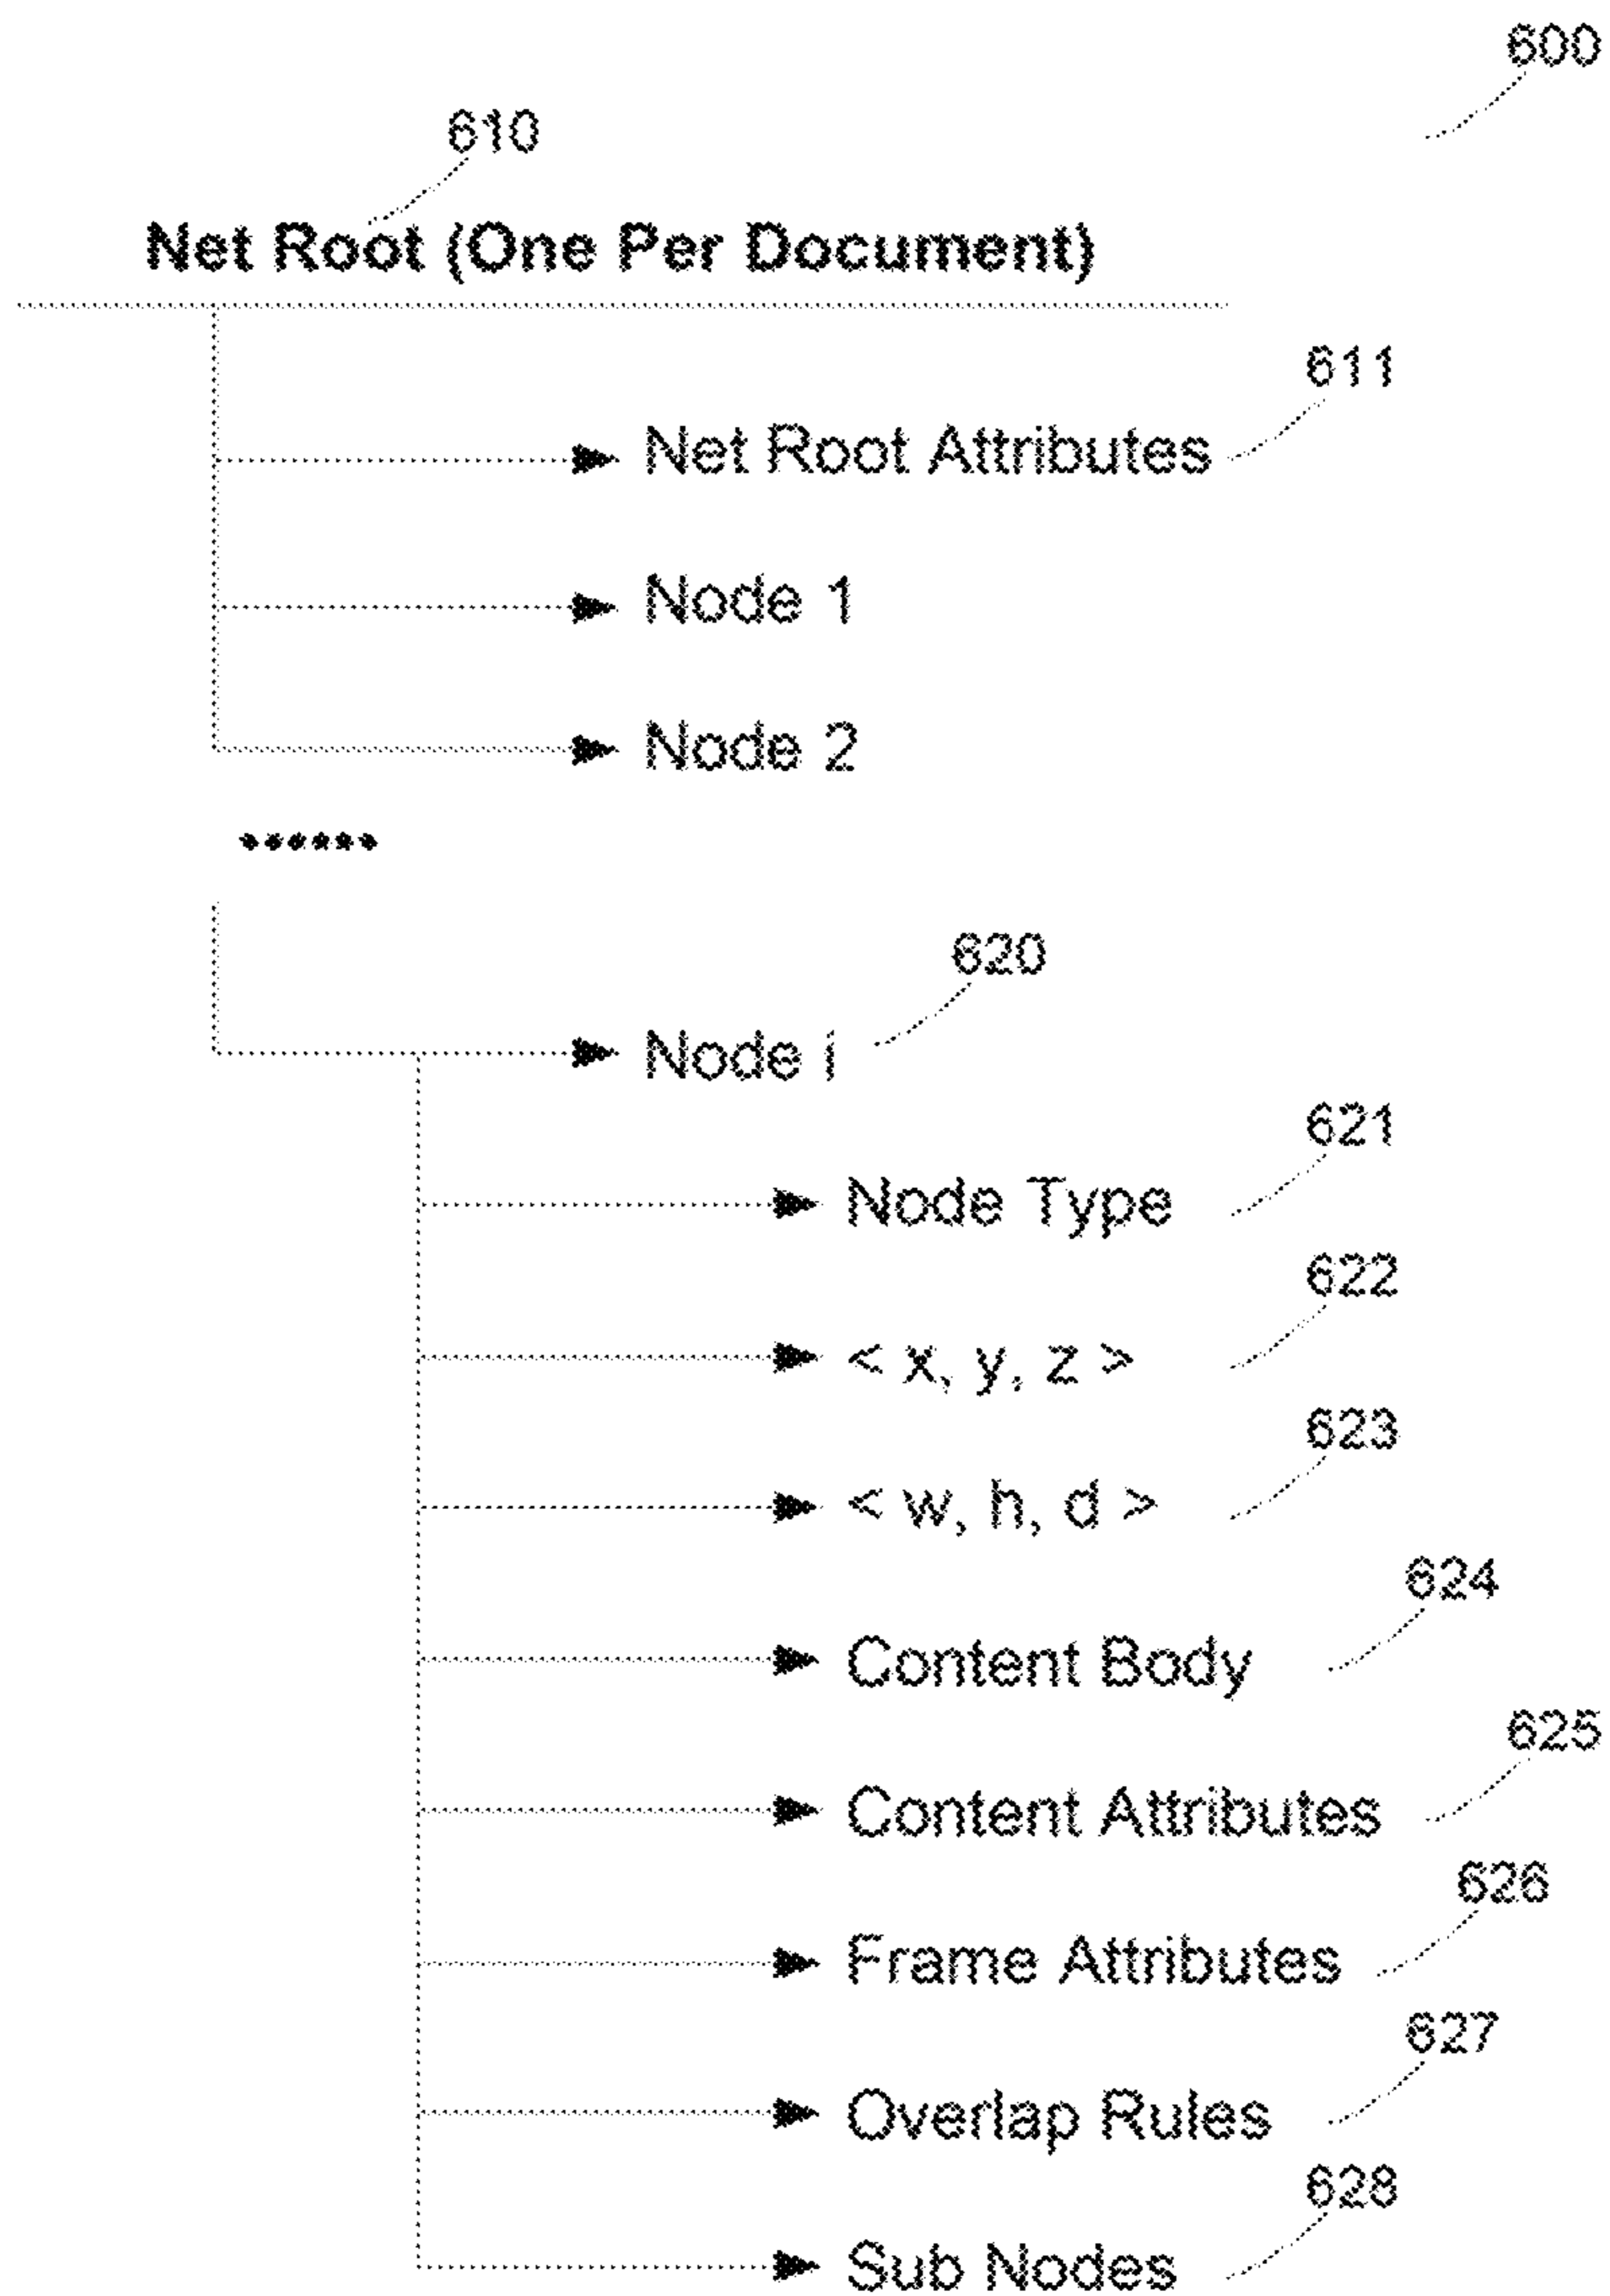 600
610
Net Root (One Per Document)
611
Net Root Attributes
Node 1
Node 2
******
620
Node i
621
Node Type
622
< x, y, z >
623
< w, h, d >
624
Content Body
625
Content Attributes
626
Frame Attributes
627
Overlap Rules
628
Sub Nodes